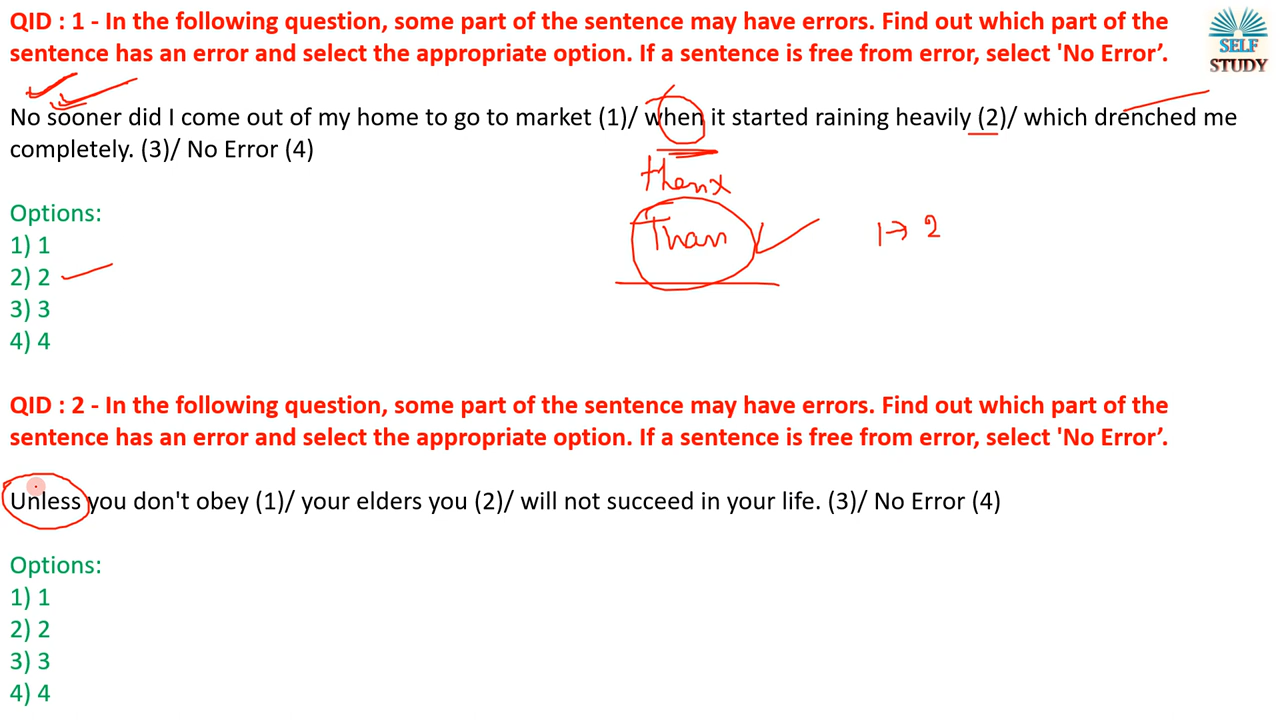 QID : 1 - In the following question, some part of the sentence may have errors. Find out which part of the
sentence has an error and select the appropriate option. If a sentence is free from error, select 'No Error’.
SELF
STUDY
No sooner did I come out of my home to go to market (1)/ when it started raining heavily (2)/ which drenched me
completely. (3)/ No Error (4)
then x
Than
1 → 2
Options:
1) 1
2) 2
3) 3
4) 4
QID : 2 - In the following question, some part of the sentence may have errors. Find out which part of the
sentence has an error and select the appropriate option. If a sentence is free from error, select 'No Error’.
Unless you don't obey (1)/ your elders you (2)/ will not succeed in your life. (3)/ No Error (4)
Options:
1) 1
2) 2
3) 3
4) 4